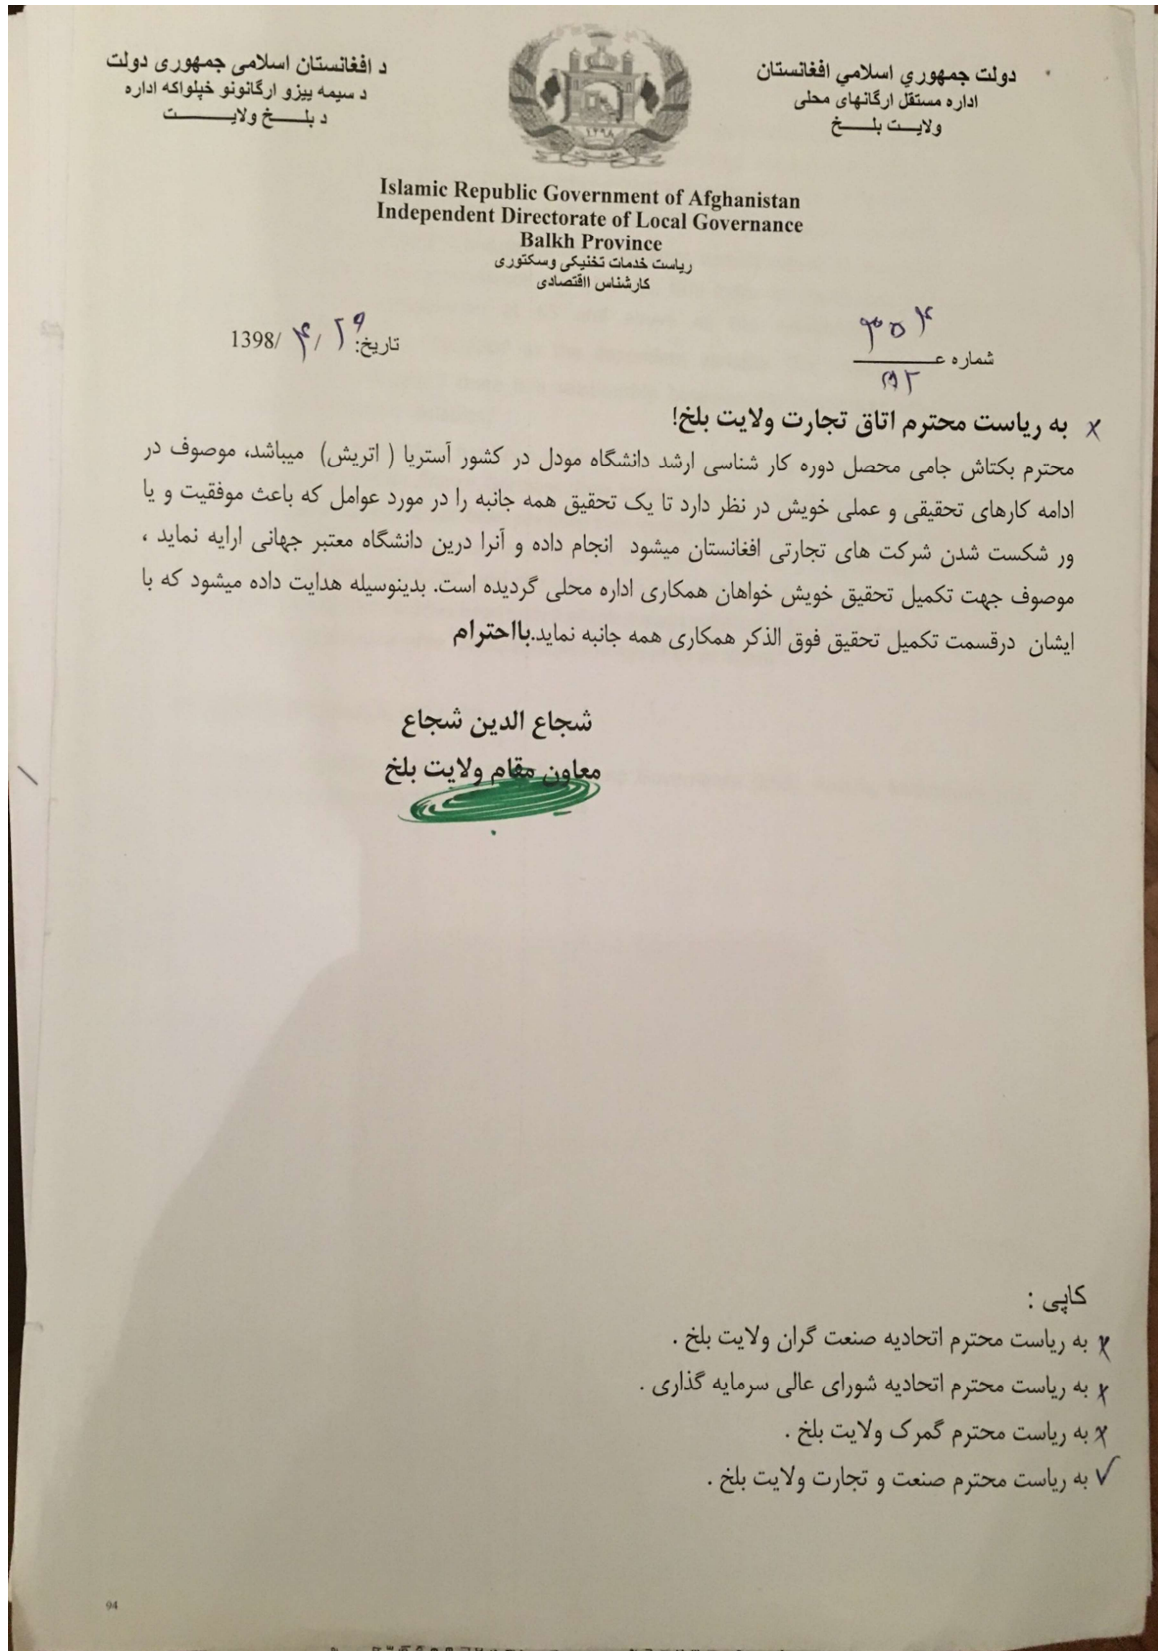 دولت جمهوري اسلامي افغانستان
اداره مستقل ارگانهای محلی
ولایــت بلـــــخ
د افغانستان اسلامی جمهوری دولت
د سیمه ییزو ارگانونو خپلواکه اداره
د بلـــــخ ولایـــــــــت
۱۲۹۸
Islamic Republic Government of Afghanistan
Independent Directorate of Local Governance
Balkh Province
ریاست خدمات تخنیکی وسکتوری
کارشناس ااقتصادی
شماره عـــــــــ
تاریخ: ۲۹ / ۴ /1398
به ریاست محترم اتاق تجارت ولایت بلخ!
محترم بکتاش جامی محصل دوره کار شناسی ارشد دانشگاه مودل در کشور آستریا ( اتریش) میباشد، موصوف در
ادامه کارهای تحقیقی و عملی خویش در نظر دارد تا یک تحقیق همه جانبه را در مورد عوامل که باعث موفقیت و یا
ور شکست شدن شرکت های تجارتی افغانستان میشود انجام داده و آنرا درین دانشگاه معتبر جهانی ارایه نماید ،
موصوف جهت تکمیل تحقیق خویش خواهان همکاری اداره محلی گردیده است. بدینوسیله هدایت داده میشود که با
ایشان درقسمت تکمیل تحقیق فوق الذکر همکاری همه جانبه نماید.بااحترام
شجاع الدین شجاع
معاون مقام ولایت بلخ
کاپی :
به ریاست محترم اتحادیه صنعت گران ولایت بلخ .
به ریاست محترم اتحادیه شورای عالی سرمایه گذاری .
به ریاست محترم گمرک ولایت بلخ .
✓ به ریاست محترم صنعت و تجارت ولایت بلخ .
94